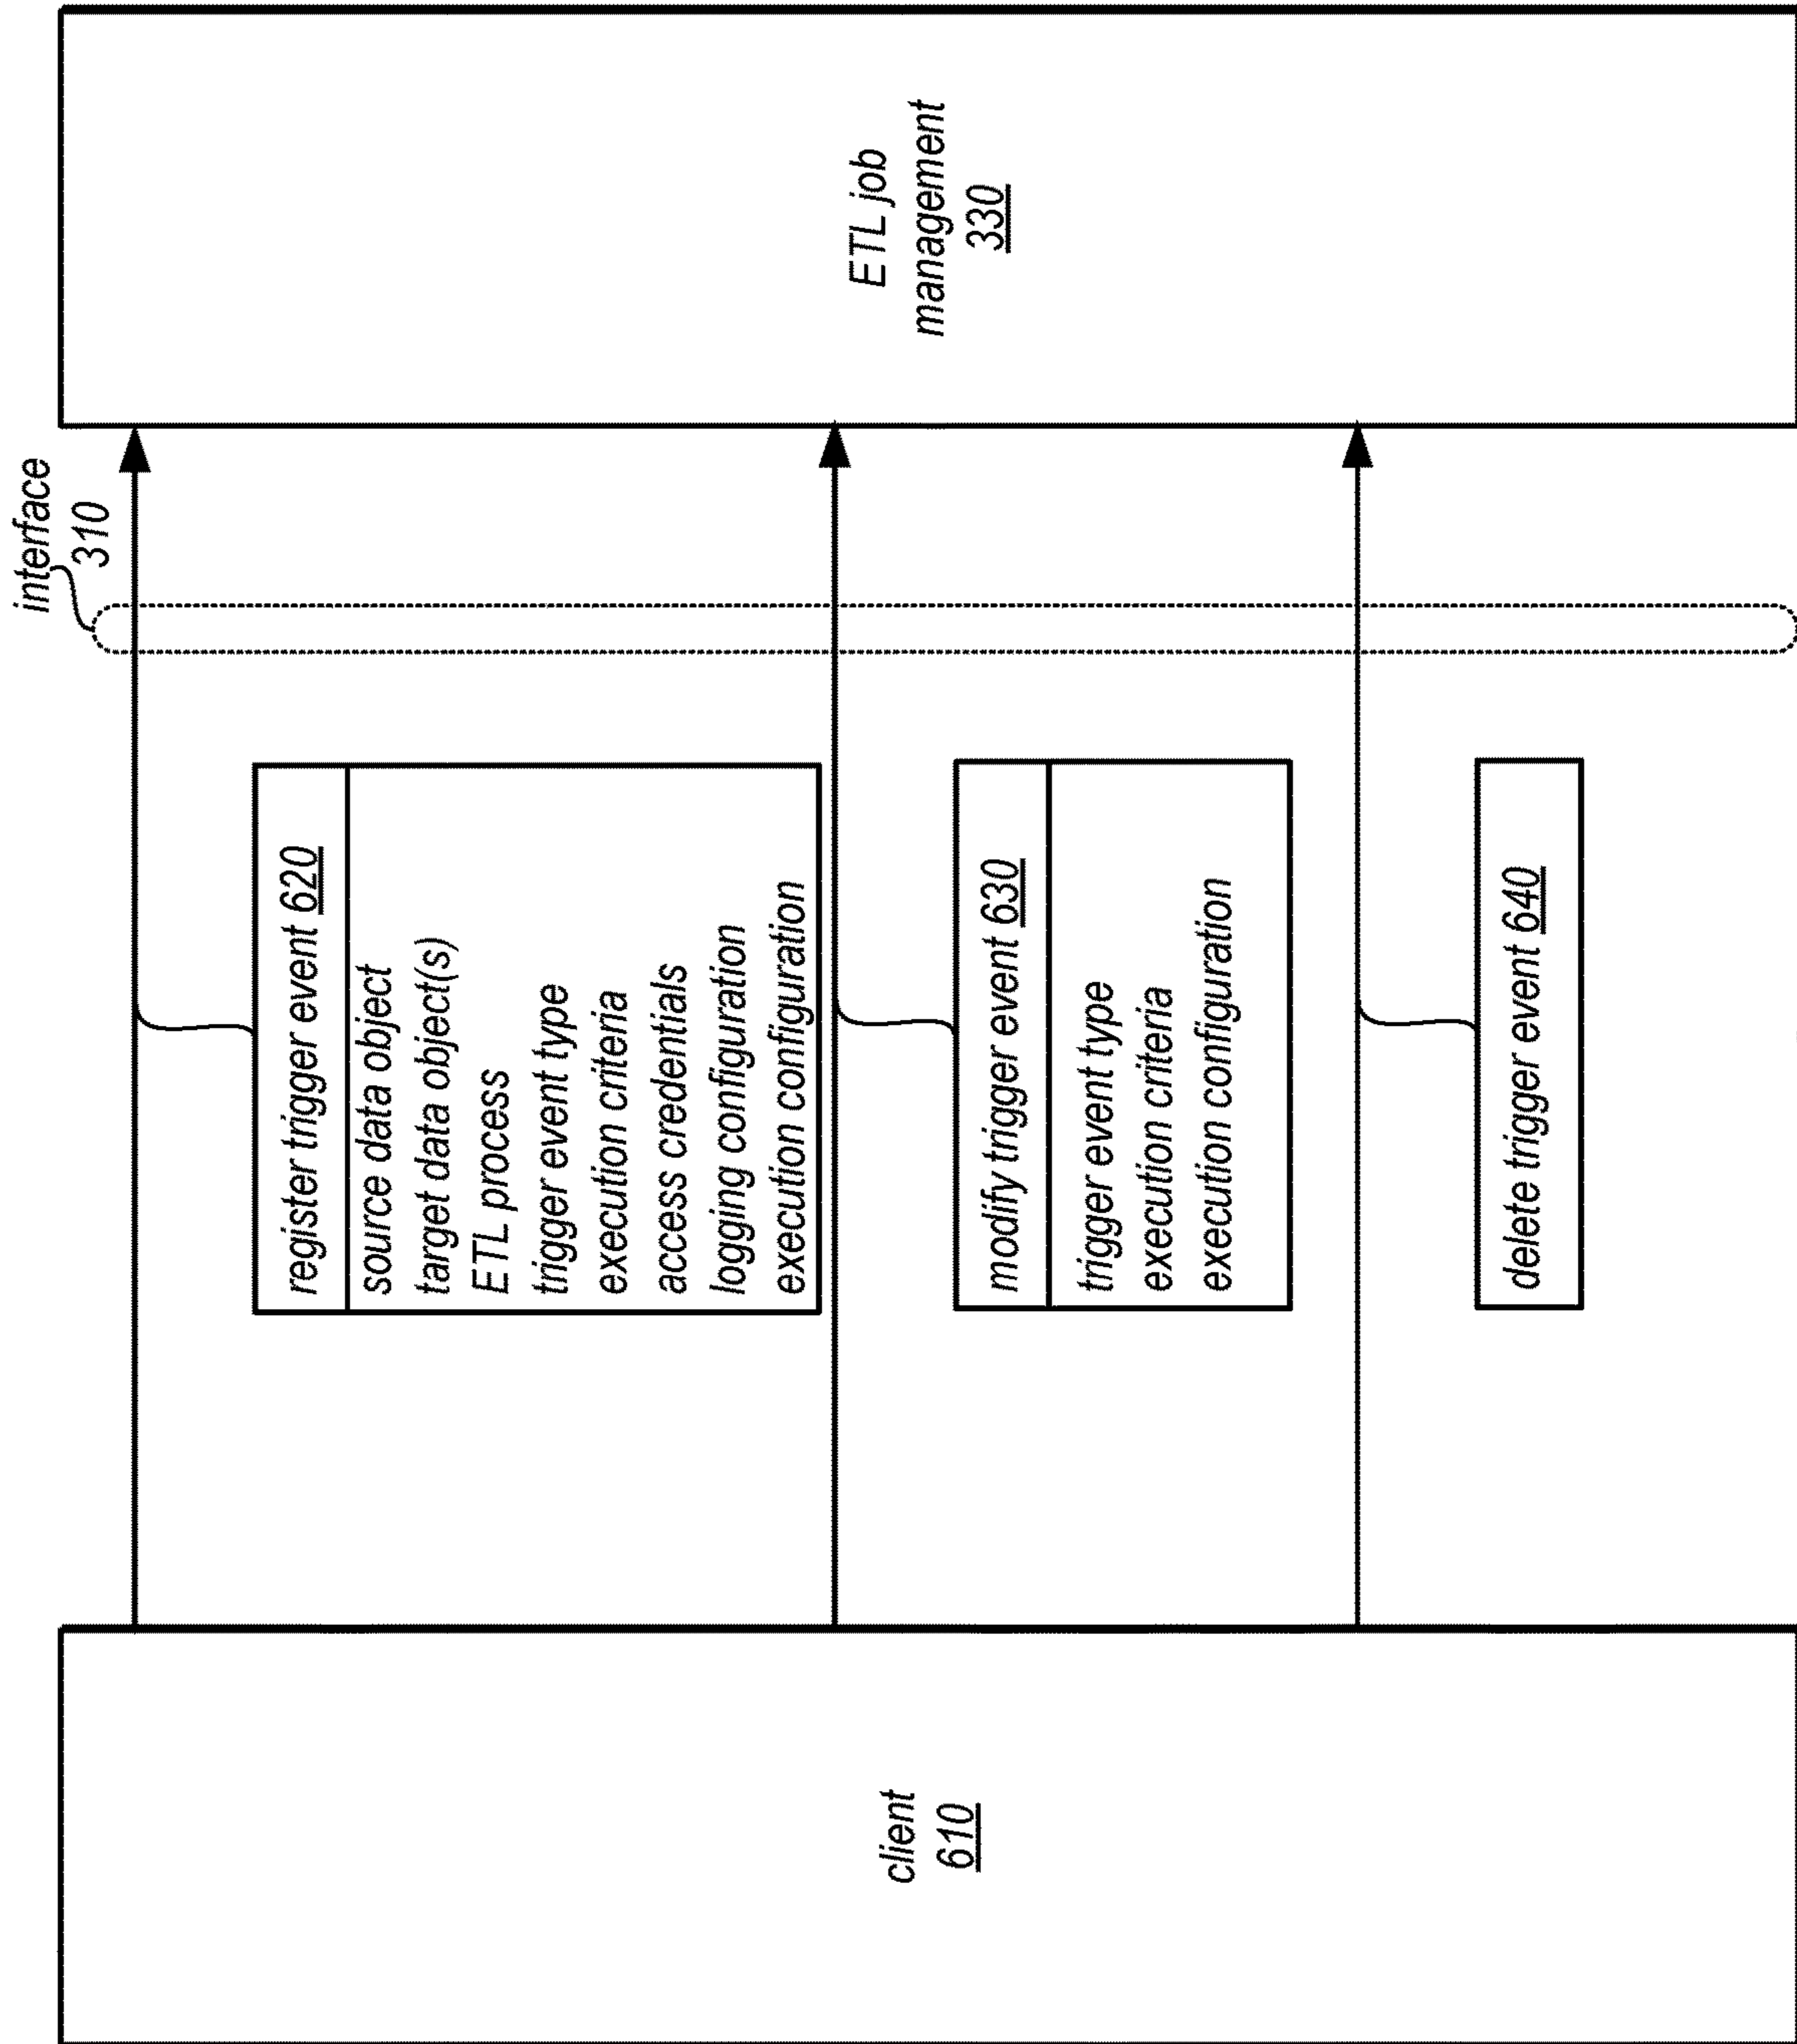 interface
310
client
610
register trigger event 620
source data object
target data object(s)
ETL process
trigger event type
execution criteria
access credentials
logging configuration
execution configuration
modify trigger event 630
trigger event type
execution criteria
execution configuration
delete trigger event 640
ETL job
management
330